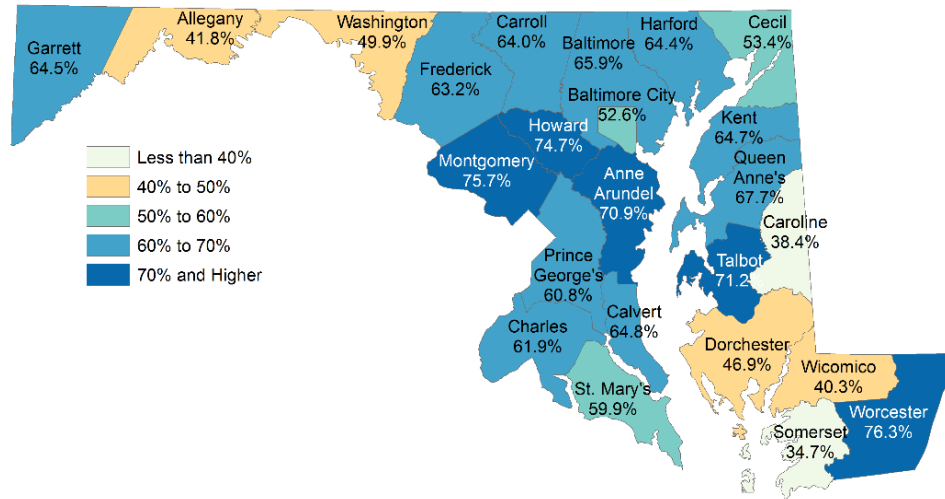 Garrett
64.5%
Allegany
41.8%
Washington
49.9%
Frederick
63.2%
Carroll
64.0%
Baltimore
65.9%
Harford
64.4%
Cecil
53.4%
Baltimore City
52.6%
Howard
74.7%
Montgomery
75.7%
Anne
Arundel
70.9%
Kent
64.7%
Queen
Anne's
67.7%
Caroline
38.4%
Talbot
71.2
Prince
George's
60.8%
Calvert
64.8%
Charles
61.9%
St. Mary's
59.9%
Dorchester
46.9%
Wicomico
40.3%
Somerset
34.7%
Worcester
76.3%
Less than 40%
40% to 50%
50% to 60%
60% to 70%
70% and Higher